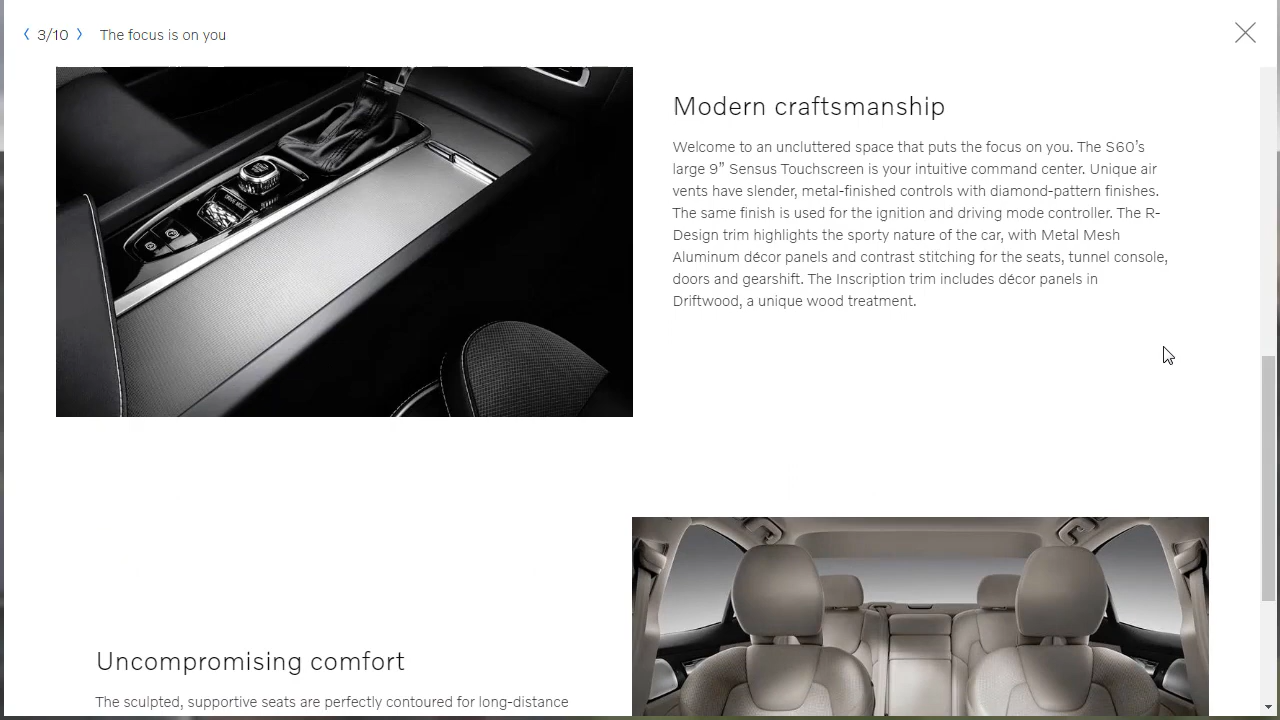 3/10 The focus is on you
Modern craftsmanship
Welcome to an uncluttered space that puts the focus on you. The S60’s
large 9” Sensus Touchscreen is your intuitive command center. Unique air
vents have slender, metal-finished controls with diamond-pattern finishes.
The same finish is used for the ignition and driving mode controller. The R-
Design trim highlights the sporty nature of the car, with Metal Mesh
Aluminum décor panels and contrast stitching for the seats, tunnel console,
doors and gearshift. The Inscription trim includes décor panels in
Driftwood, a unique wood treatment.
Uncompromising comfort
The sculpted, supportive seats are perfectly contoured for long-distance